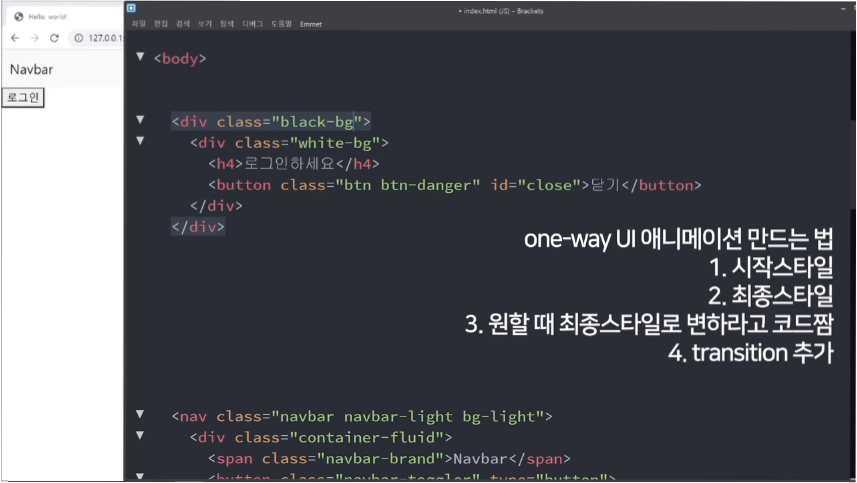 Hello, world!
127.0.0.1:
Navbar
로그인
• index.html (JS) - Brackets
파일 편집 검색 보기 탐색 디버그 도움말 Emmet
<body>
<div class="black-bg">
<div class="white-bg">
<h4>로그인하세요</h4>
<button class="btn btn-danger" id="close">닫기</button>
</div>
</div>
one-way UI 애니메이션 만드는 법
1. 시작스타일
2. 최종스타일
3. 원할 때 최종스타일로 변하라고 코드짬
4. transition 추가
<nav class="navbar navbar-light bg-light">
<div class="container-fluid">
<span class="navbar-brand">Navbar</span>
<button class="navbar-toggler" type="button">